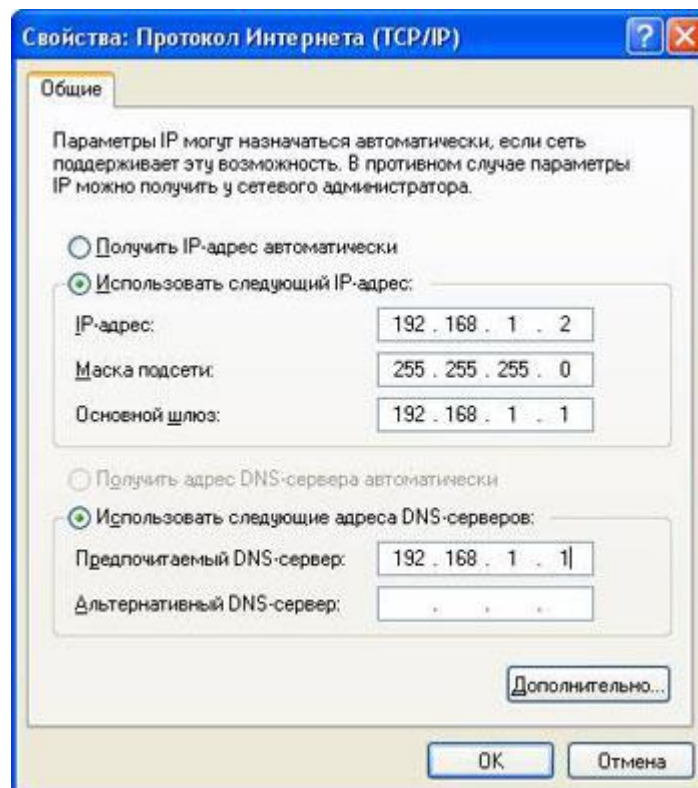 Свойства: Протокол Интернета (TCP/IP)
Общие
Параметры IP могут назначаться автоматически, если сеть
поддерживает эту возможность. В противном случае параметры
IP можно получить у сетевого администратора.
Получить IP-адрес автоматически
Использовать следующий IP-адрес:
IP-адрес: 192 . 168 . 1 . 2
Маска подсети: 255 . 255 . 255 . 0
Основной шлюз: 192 . 168 . 1 . 1
Получить адрес DNS-сервера автоматически
Использовать следующие адреса DNS-серверов:
Предпочитаемый DNS-сервер: 192 . 168 . 1 . 1
Альтернативный DNS-сервер: . . .
Дополнительно...
OK Отмена